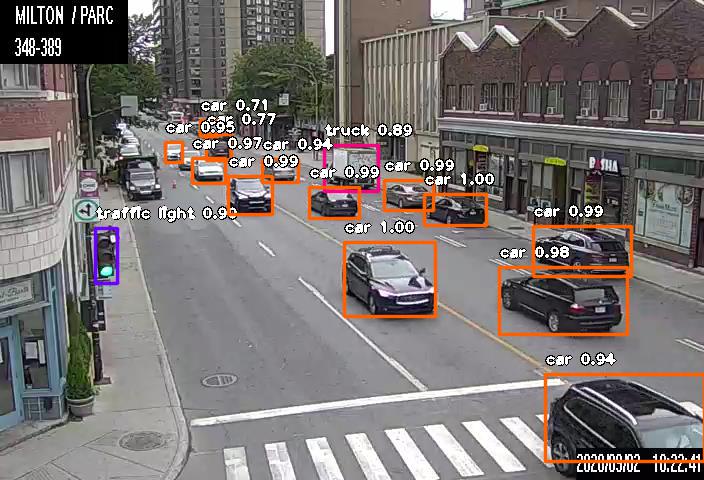 MILTON / PARC
348-389
car 0.71
car 0.77
car 0.95
car 0.97
car 0.94
truck 0.89
car 0.99
car 0.99
car 0.99
car 1.00
traffic light 0.98
car 0.99
car 1.00
car 0.98
car 0.94
2020/09/02 10:22:41